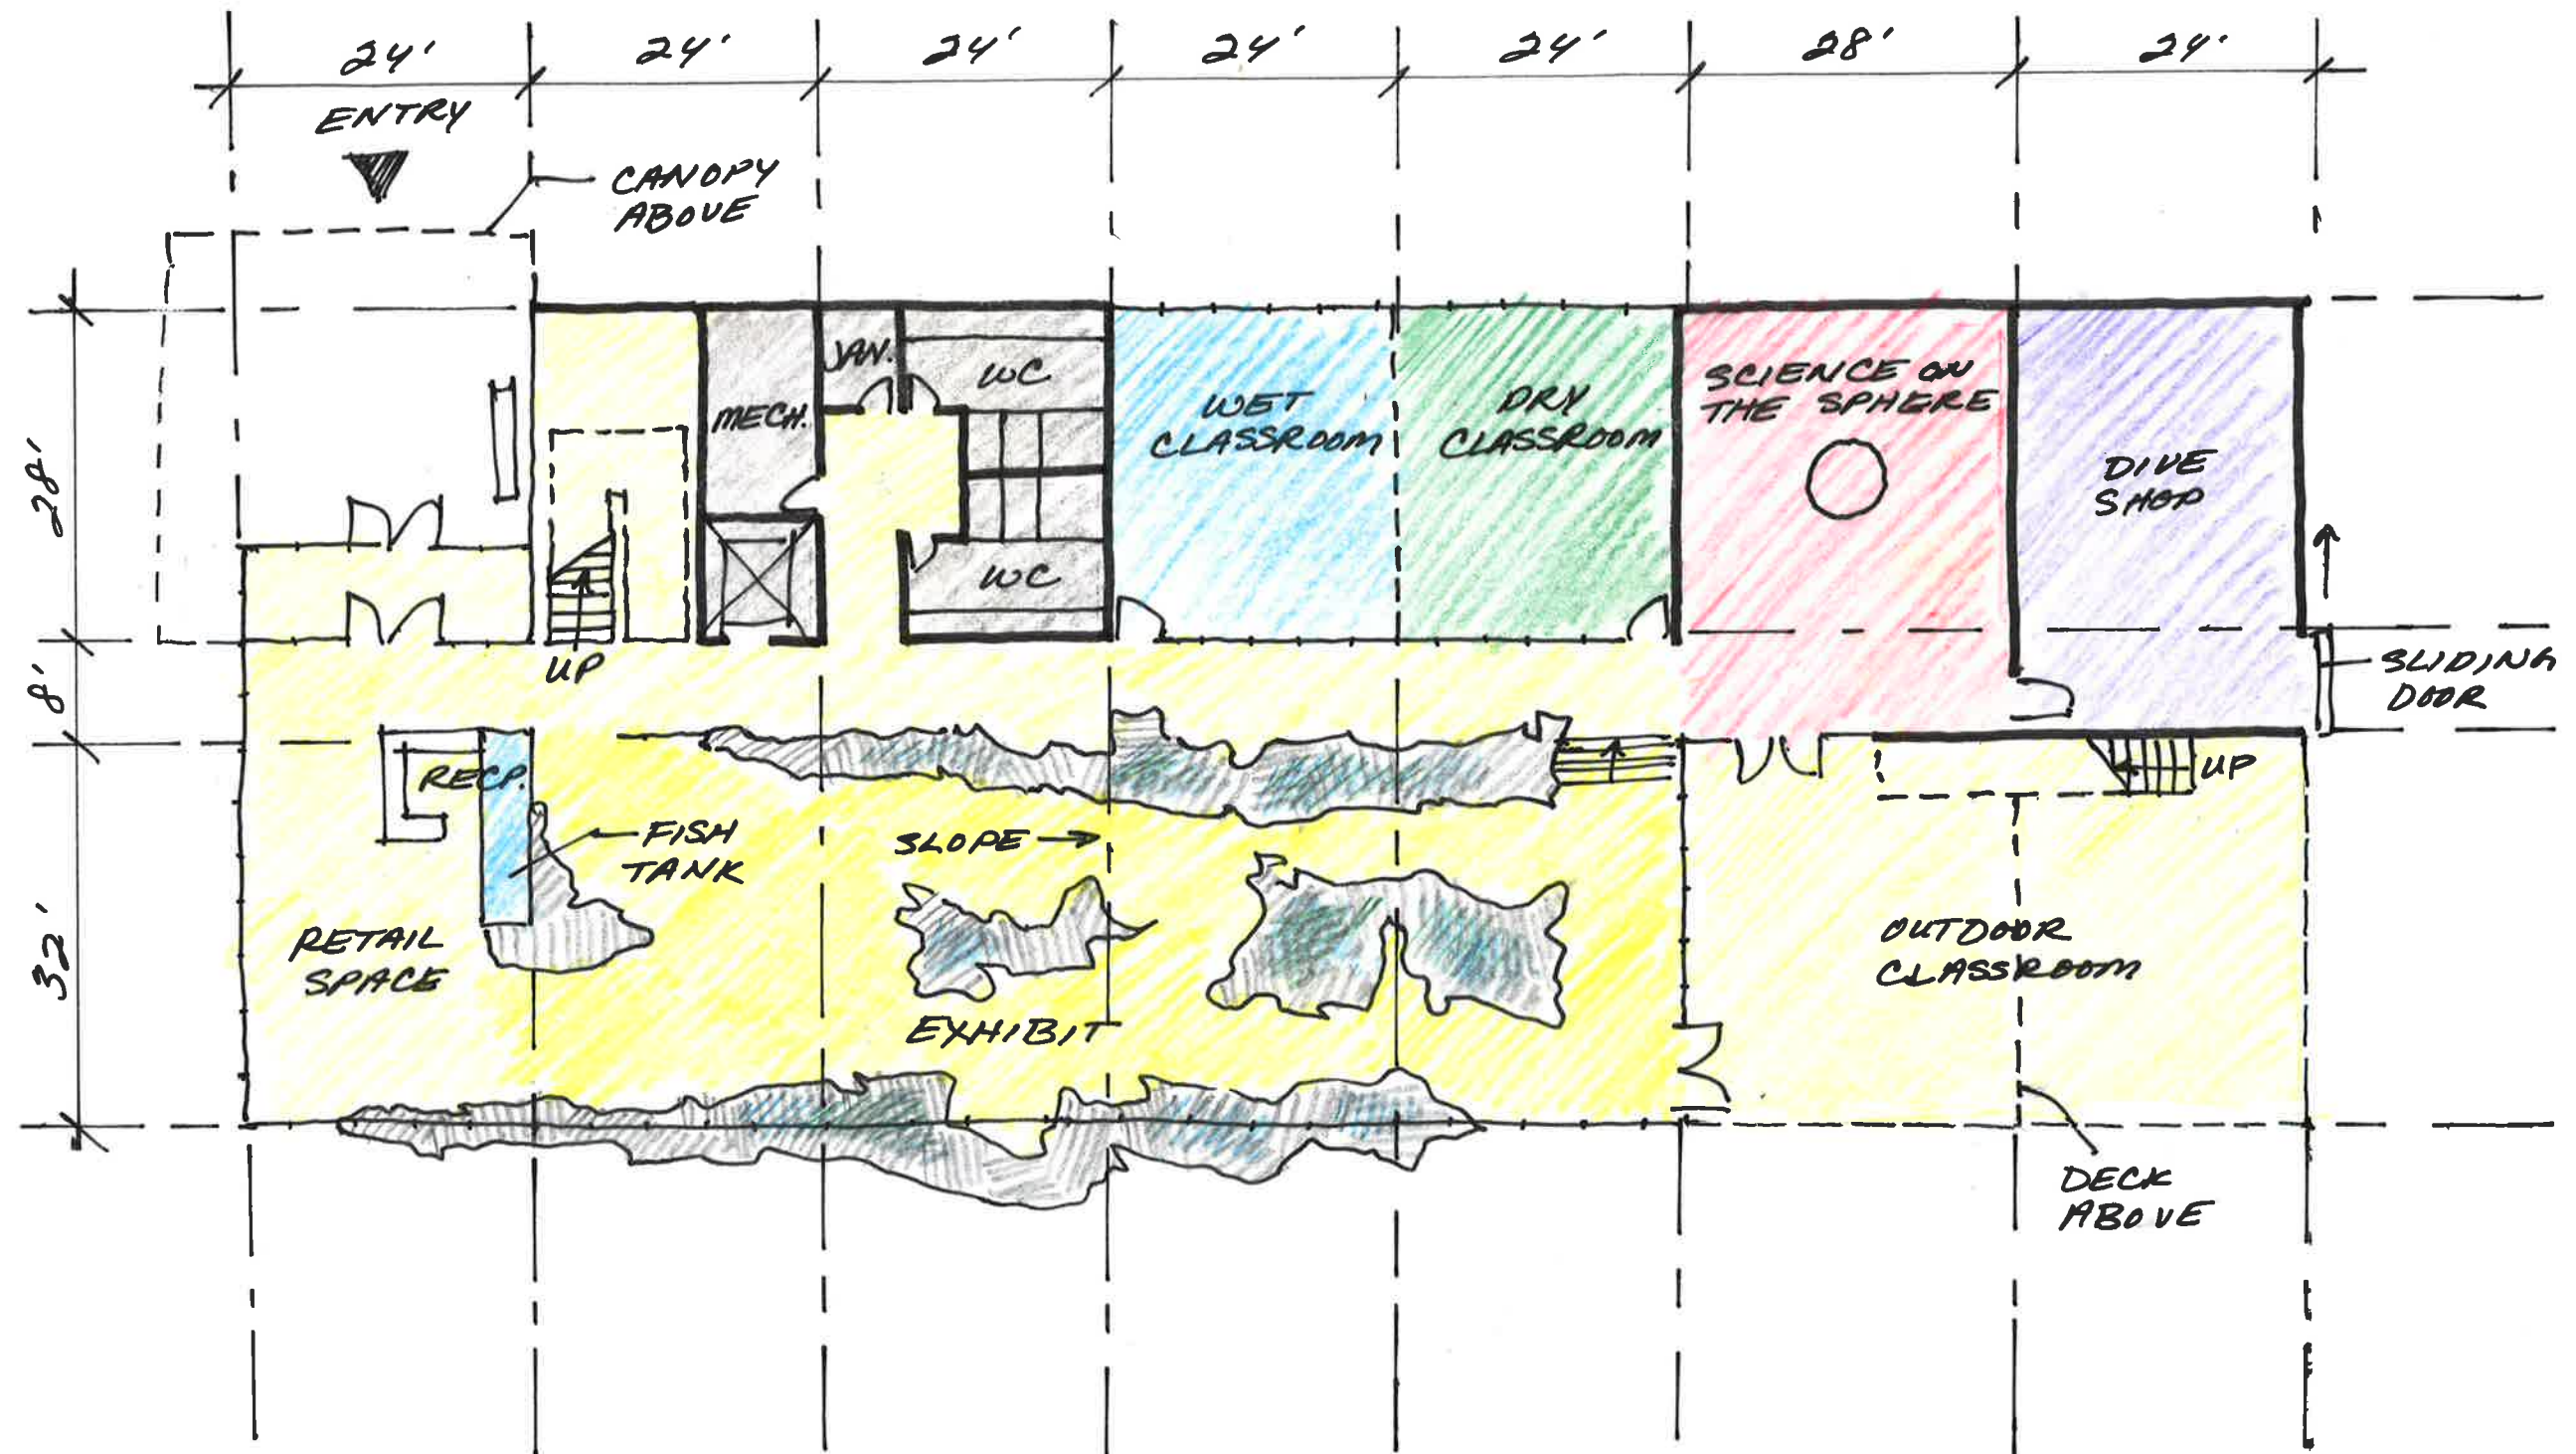 24'
24'
24'
24'
24'
28'
24'
ENTRY
CANOPY
ABOVE
28'
8'
32'
JAN.
WC
MECH.
WC
WET
CLASSROOM
DRY
CLASSROOM
SCIENCE ON
THE SPHERE
DIVE
SHOP
UP
SLIDING
DOOR
RECP.
FISH
TANK
SLOPE
UP
RETAIL
SPACE
EXHIBIT
OUTDOOR
CLASSROOM
DECK
ABOVE